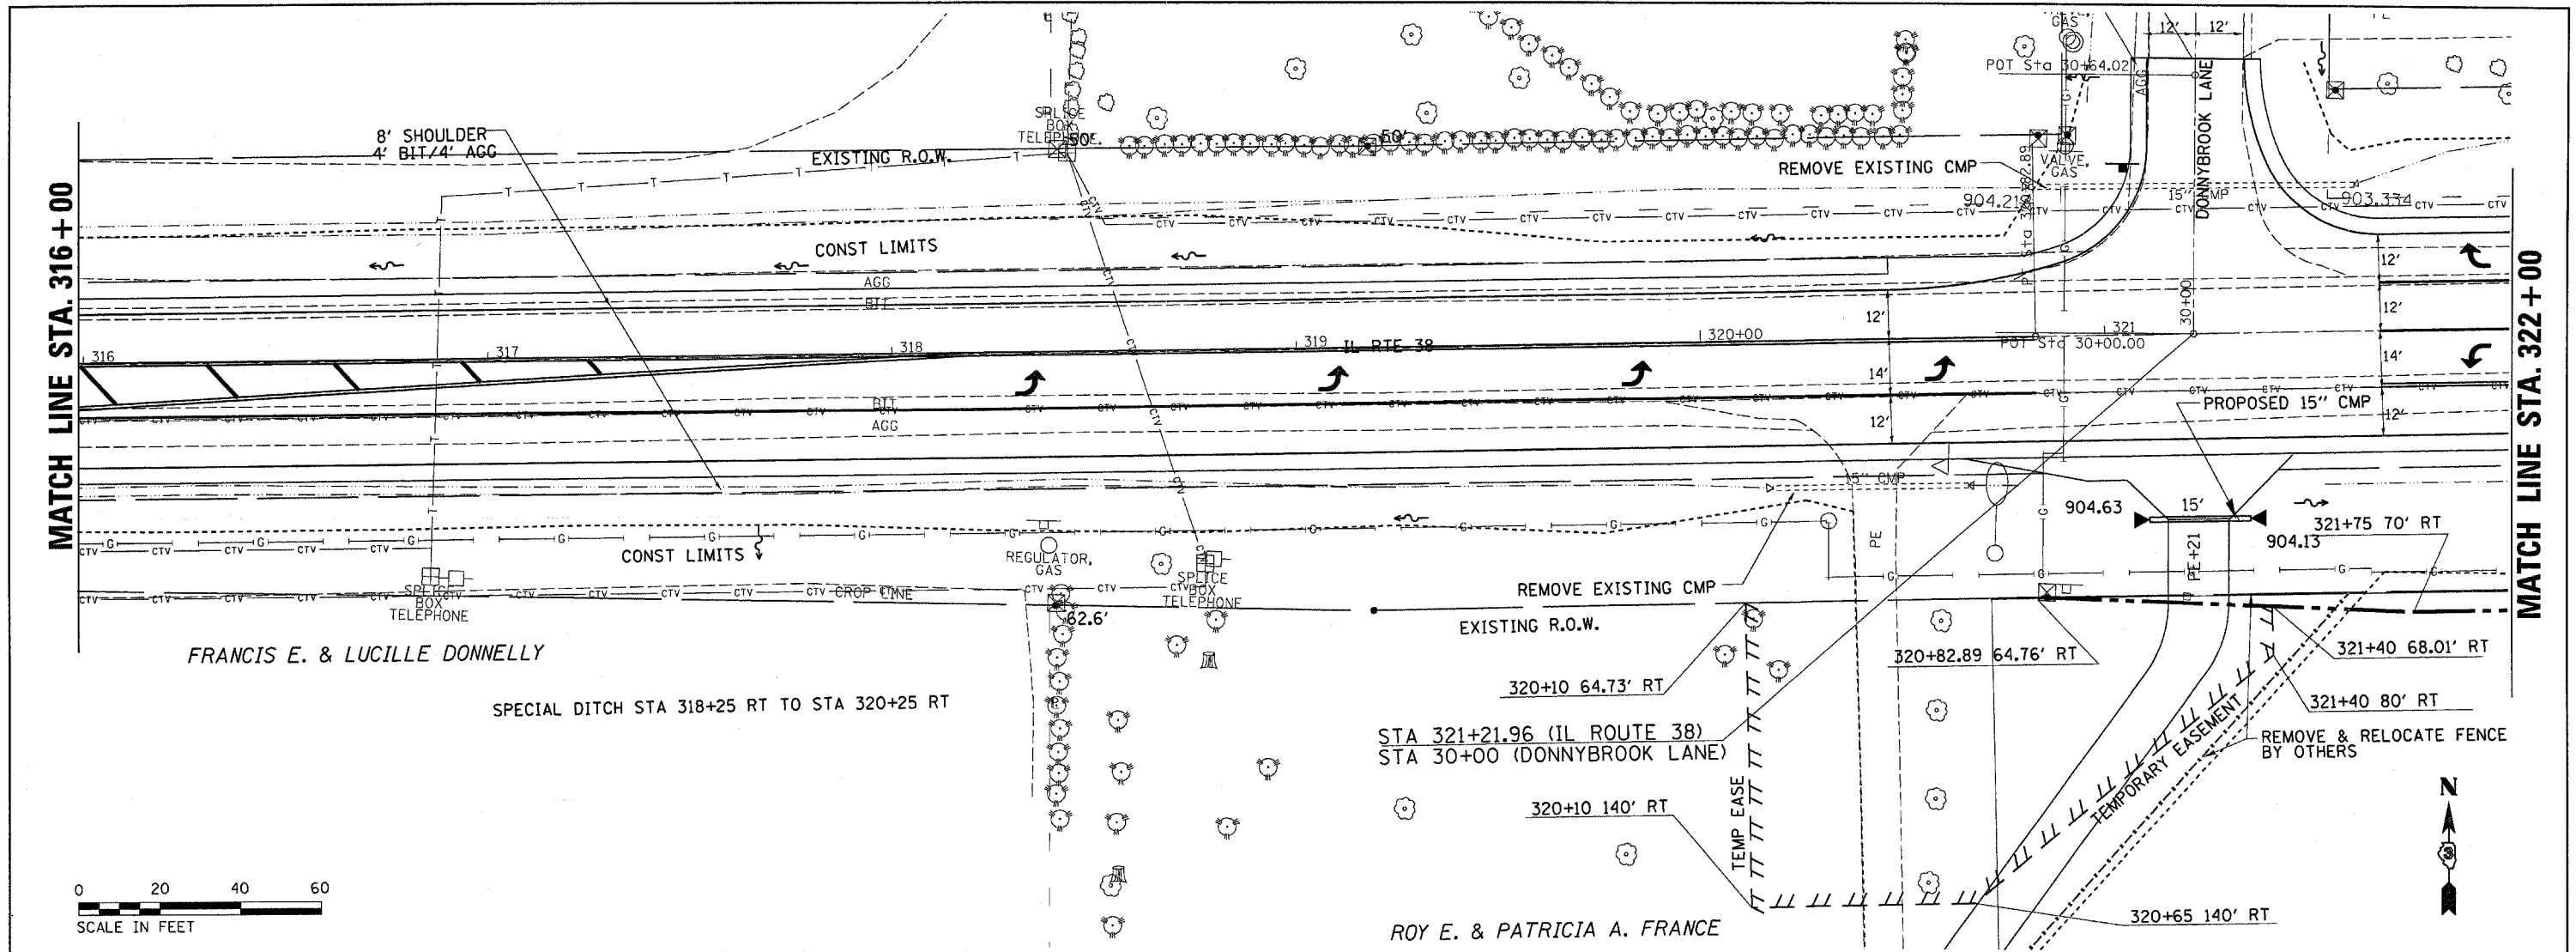 MATCH LINE STA. 316+00
8' SHOULDER
4' BIT/4' AGG
EXISTING R.O.W.
SPLICE
BOX
TELEPHONE
50'
50'
GAS
12' 12'
POT Sta 30+64.02
AGG
DONNYBROOK LANE
REMOVE EXISTING CMP
VALVE,
GAS
15" CMP
903.334
CONST LIMITS
AGG
BIT
316
317
318
319
IL RTE 38
320+00
321
30+00
POT Sta 30+00.00
12'
14'
12'
12'
12'
14'
12'
BIT
AGG
PROPOSED 15'' CMP
MATCH LINE STA. 322+00
15" CMP
904.63
15'
904.13
321+75 70' RT
PE
PE+21
CONST LIMITS
REGULATOR,
GAS
SPLICE
BOX
TELEPHONE
CROP LINE
SPLICE
BOX
TELEPHONE
62.6'
REMOVE EXISTING CMP
EXISTING R.O.W.
FRANCIS E. & LUCILLE DONNELLY
320+10 64.73' RT
320+82.89 64.76' RT
321+40 68.01' RT
321+40 80' RT
SPECIAL DITCH STA 318+25 RT TO STA 320+25 RT
STA 321+21.96 (IL ROUTE 38)
STA 30+00 (DONNYBROOK LANE)
REMOVE & RELOCATE FENCE
BY OTHERS
TEMPORARY EASEMENT
TEMP EASE
320+10 140' RT
320+65 140' RT
N
0 20 40 60
SCALE IN FEET
ROY E. & PATRICIA A. FRANCE